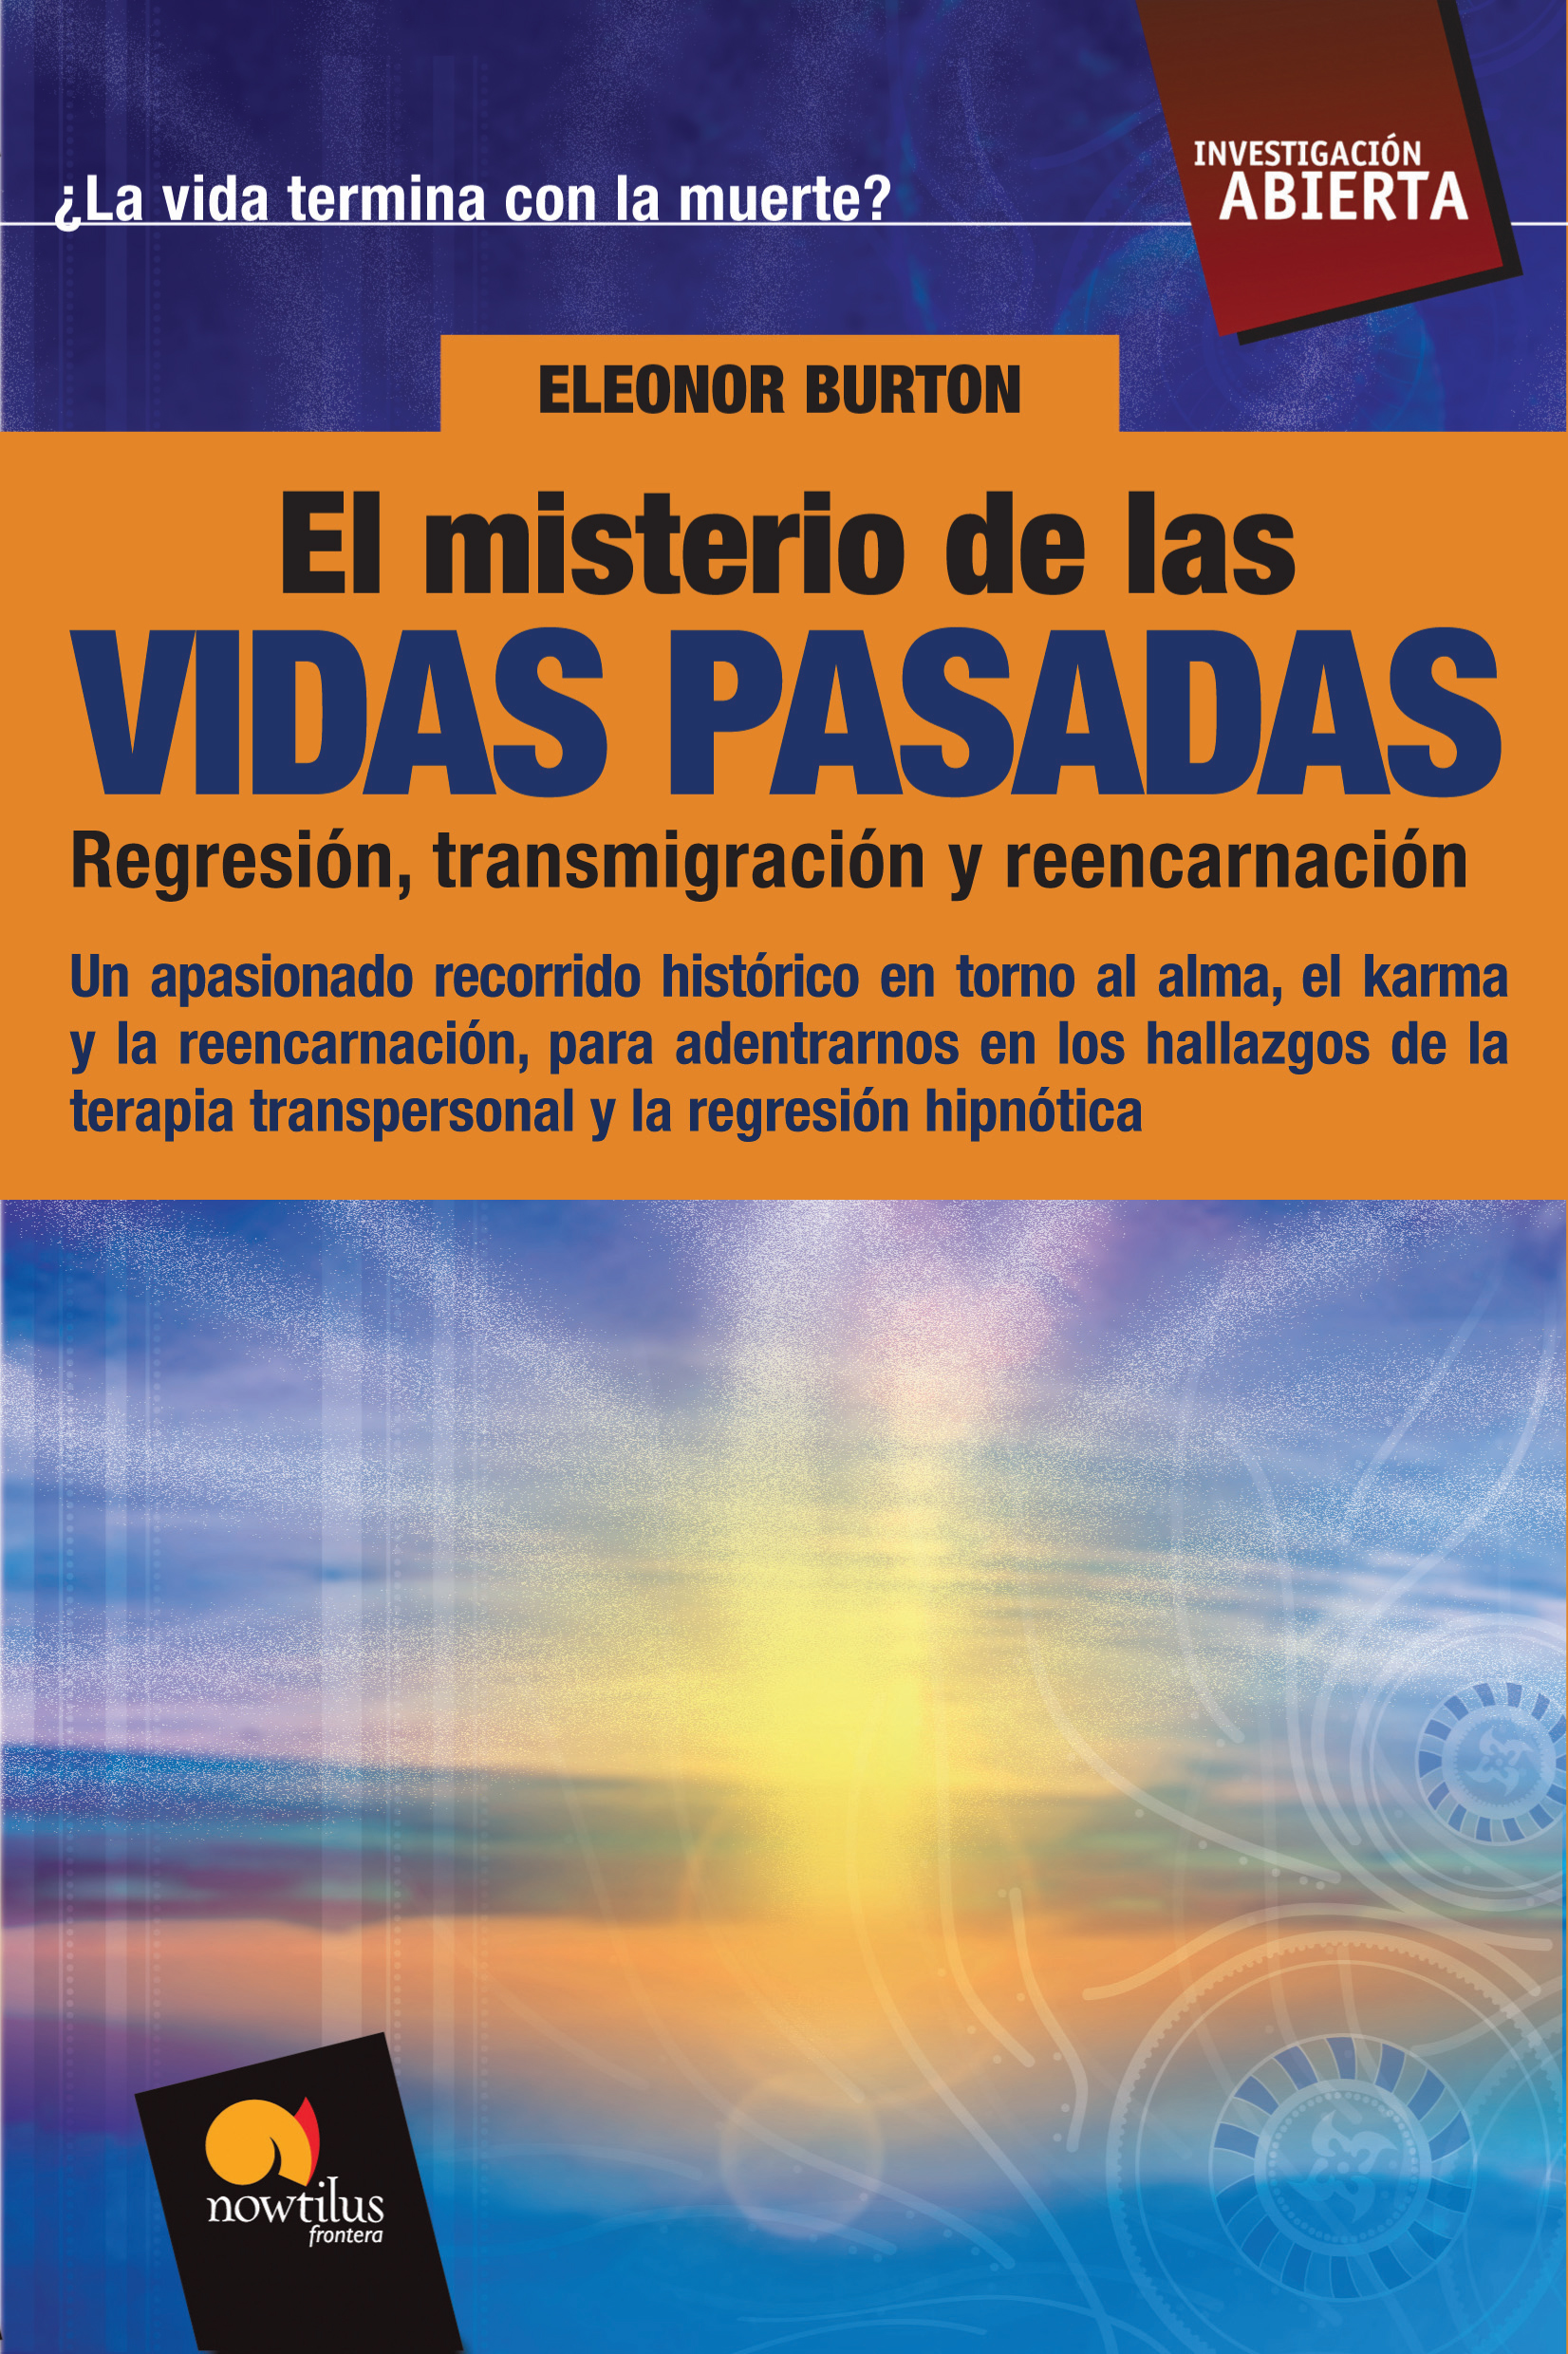 ¿La vida termina con la muerte?
INVESTIGACIÓN
ABIERTA
ELEONOR BURTON
El misterio de las
VIDAS PASADAS
Regresión, transmigración y reencarnación
Un apasionado recorrido histórico en torno al alma, el karma
y la reencarnación, para adentrarnos en los hallazgos de la
terapia transpersonal y la regresión hipnótica
nowtilus
frontera